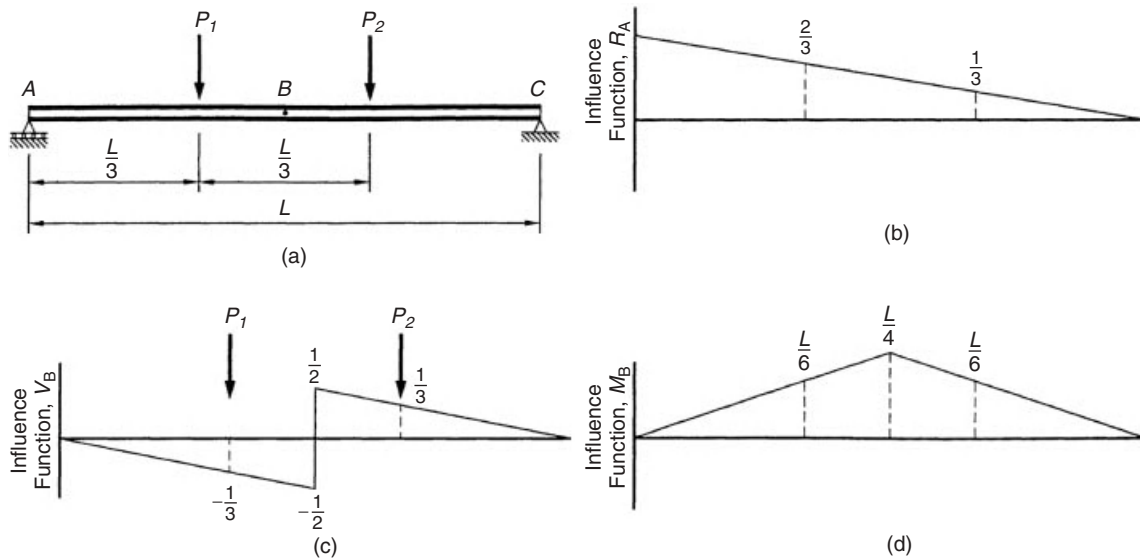 P1 P2
A B C
L/3 L/3
L
(a)
Influence
Function, RA
2/3
1/3
(b)
Influence
Function, VB
P1 P2
1/2
1/3
-1/3
-1/2
(c)
Influence
Function, MB
L/6
L/4
L/6
(d)